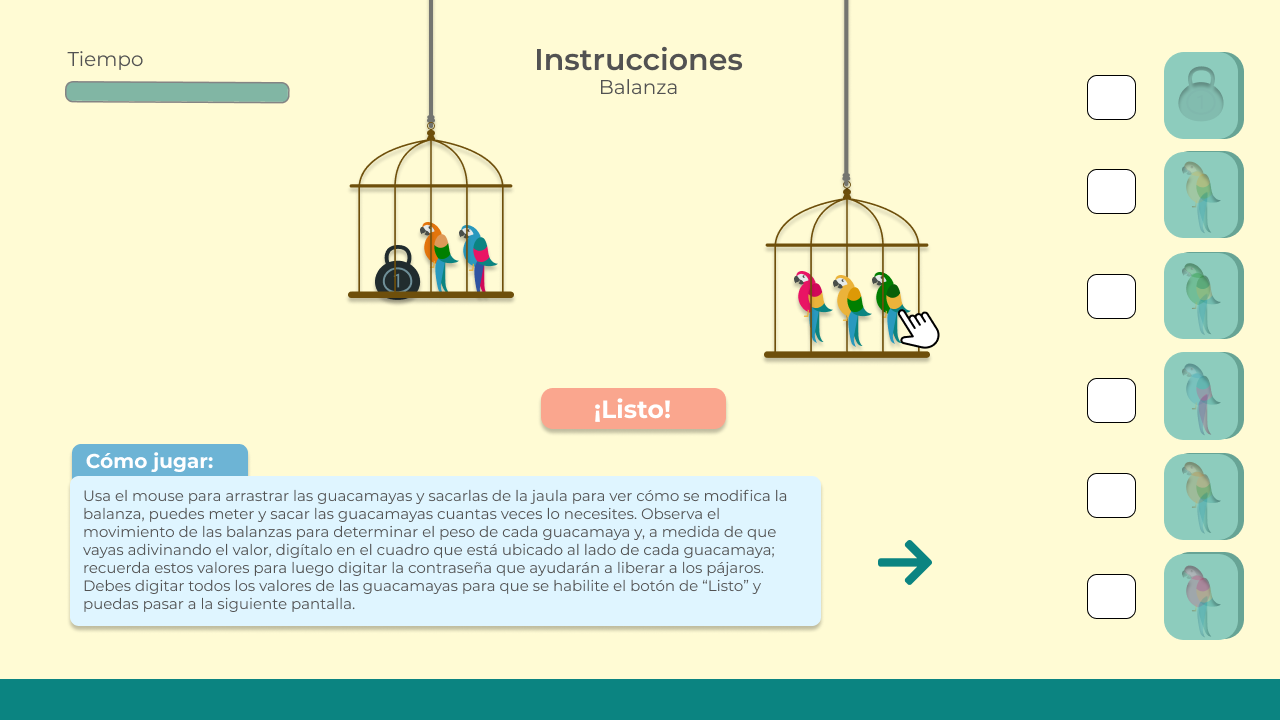 Tiempo
Instrucciones
Balanza
1
¡Listo!
Cómo jugar:
Usa el mouse para arrastrar las guacamayas y sacarlas de la jaula para ver cómo se modifica la
balanza, puedes meter y sacar las guacamayas cuantas veces lo necesites. Observa el
movimiento de las balanzas para determinar el peso de cada guacamaya y, a medida de que
vayas adivinando el valor, digítalo en el cuadro que está ubicado al lado de cada guacamaya;
recuerda estos valores para luego digitar la contraseña que ayudarán a liberar a los pájaros.
Debes digitar todos los valores de las guacamayas para que se habilite el botón de “Listo” y
puedas pasar a la siguiente pantalla.